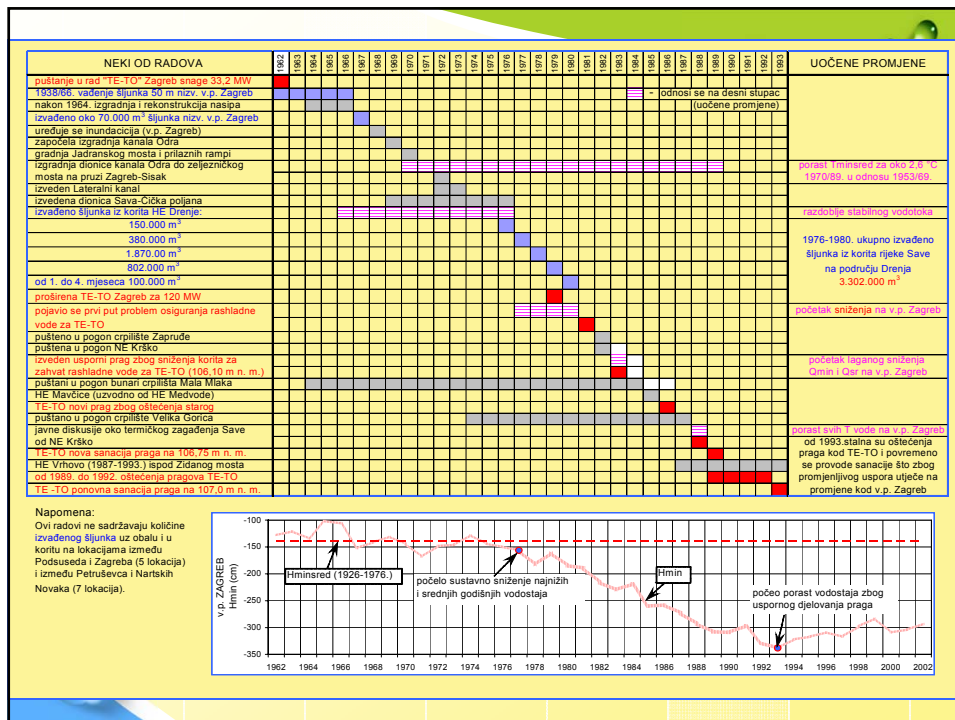 NEKI OD RADOVA
1962 1963 1964 1965 1966 1967 1968 1969 1970 1971 1972 1973 1974 1975 1976 1977 1978 1979 1980 1981 1982 1983 1984 1985 1986 1987 1988 1989 1990 1991 1992 1993
UOČENE PROMJENE
puštanje u rad "TE-TO" Zagreb snage 33,2 MW
1938/66. vađenje šljunka 50 m nizv. v.p. Zagreb
- odnosi se na desni stupac
nakon 1964. izgradnja i rekonstrukcija nasipa
(uočene promjene)
izvađeno oko 70.000 m³ šljunka nizv. v.p. Zagreb
uređuje se inundacicija (v.p. Zagreb)
započela izgradnja kanala Odra
gradnja Jadranskog mosta i prilaznih rampi
izgradnja dionice kanala Odra do zeljezničkog
mosta na pruzi Zagreb-Sisak
porast Tminsred za oko 2,6 °C
1970/89. u odnosu 1953/69.
izveden Lateralni kanal
izvedena dionica Sava-Čička poljana
izvađeno šljunka iz korita HE Drenje:
razdoblje stabilnog vodotoka
150.000 m³
380.000 m³
1.870.00 m³
802.000 m³
od 1. do 4. mjeseca 100.000 m³
1976-1980. ukupno izvađeno
šljunka iz korita rijeke Save
na području Drenja
3.302.000 m³
proširena TE-TO Zagreb za 120 MW
pojavio se prvi put problem osiguranja rashladne
vode za TE-TO
početak sniženja na v.p. Zagreb
pušteno u pogon crpilište Zapruđe
puštena u pogon NE Krško
izveden usporni prag zbog sniženja korita za
zahvat rashladne vode za TE-TO (106,10 m n. m.)
početak laganog sniženja
Qmin i Qsr na v.p. Zagreb
puštani u pogon bunari crpilišta Mala Mlaka
HE Mavčice (uzvodno od HE Medvode)
TE-TO novi prag zbog oštećenja starog
puštano u pogon crpilište Velika Gorica
javne diskusije oko termičkog zagađenja Save
od NE Krško
porast svih T vode na v.p. Zagreb
TE-TO nova sanacija praga na 106,75 m n. m.
HE Vrhovo (1987-1993.) ispod Zidanog mosta
od 1989. do 1992. oštećenja pragova TE-TO
TE -TO ponovna sanacija praga na 107,0 m n. m.
od 1993.stalna su oštećenja
praga kod TE-TO i povremeno
se provode sanacije što zbog
promjenljivog uspora utječe na
promjene kod v.p. Zagreb
Napomena:
Ovi radovi ne sadržavaju količine
izvađenog šljunka uz obalu i u
koritu na lokacijama između
Podsuseda i Zagreba (5 lokacija)
i između Petruševca i Nartskih
Novaka (7 lokacija).
v.p. ZAGREB
Hmin (cm)
-100
-150
-200
-250
-300
-350
Hminsred (1926-1976.)
počelo sustavno sniženje najnižih
i srednjih godišnjih vodostaja
Hmin
počeo porast vodostaja zbog
uspornog djelovanja praga
1962 1964 1966 1968 1970 1972 1974 1976 1978 1980 1982 1984 1986 1988 1990 1992 1994 1996 1998 2000 2002